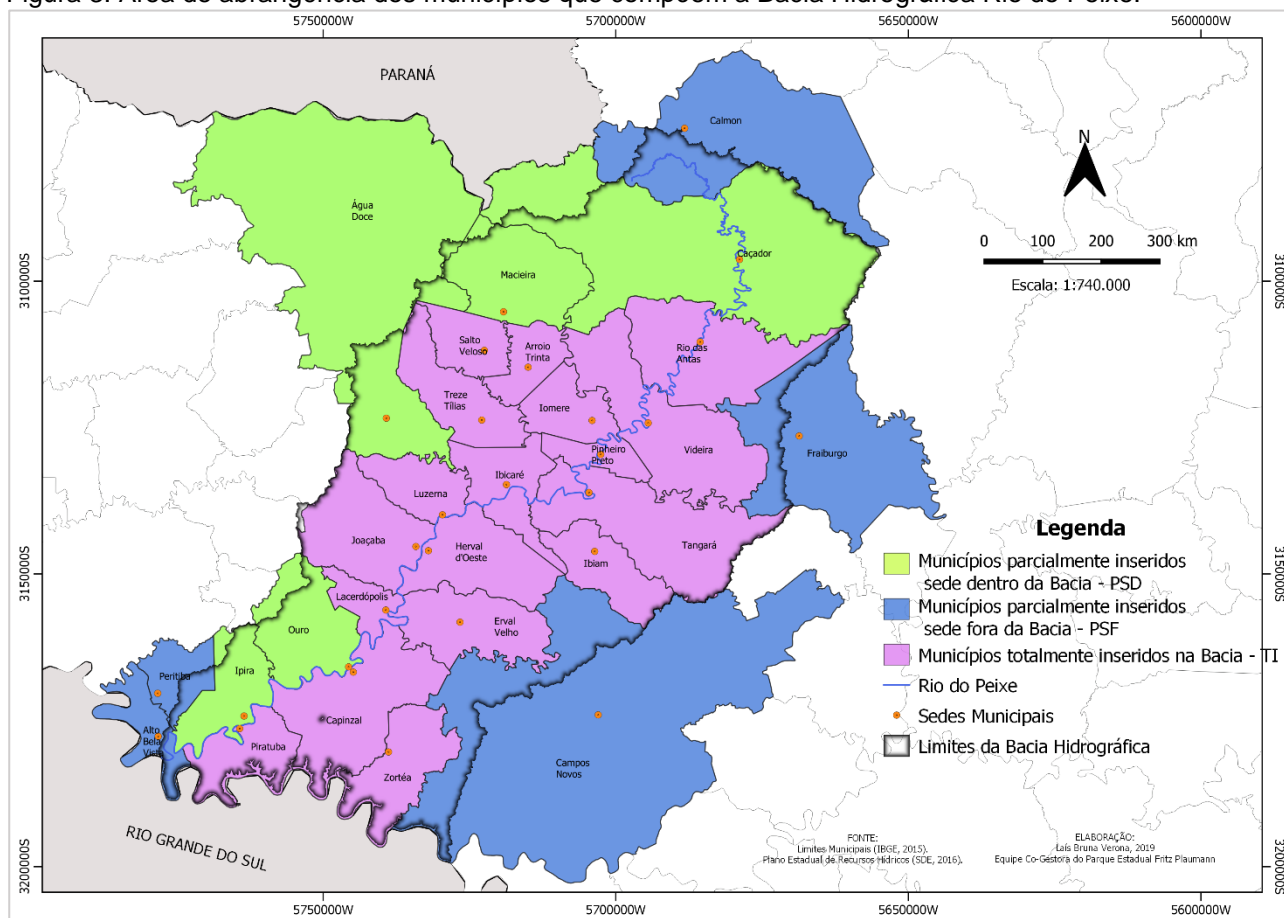 Figura 3. Área de abrangência dos municípios que compõem a Bacia Hidrográfica Rio do Peixe.
5750000W 5700000W 5650000W 5600000W
PARANÁ
Calmon
N
Água
Doce
Caçador
0 100 200 300 km
Escala: 1:740.000
Macieira
3100000S 3100000S
Salto
Veloso
Arroio
Trinta
Rio das
Antas
Treze
Tílias
Iomere
Pinheiro
Preto
Videira
Fraiburgo
Ibicaré
Luzerna
Joaçaba
Herval
d'Oeste
Tangará
Ibiam
3150000S 3150000S
Lacerdópolis
Ouro
Erval
Velho
Ipira
Peritiba
Capinzal
Alto
Bela
Vista
Piratuba
Zortéa
Campos
Novos
RIO GRANDE DO SUL
Legenda
Municípios parcialmente inseridos
sede dentro da Bacia - PSD
Municípios parcialmente inseridos
sede fora da Bacia - PSF
Municípios totalmente inseridos na Bacia - TI
Rio do Peixe
Sedes Municipais
Limites da Bacia Hidrográfica
FONTE:
Limites Municipais (IBGE, 2015).
Plano Estadual de Recursos Hídricos (SDE, 2016).
ELABORAÇÃO:
Laís Bruna Verona, 2019
Equipe Co-Gestora do Parque Estadual Fritz Plaumann
3200000S 3200000S
5750000W 5700000W 5650000W 5600000W